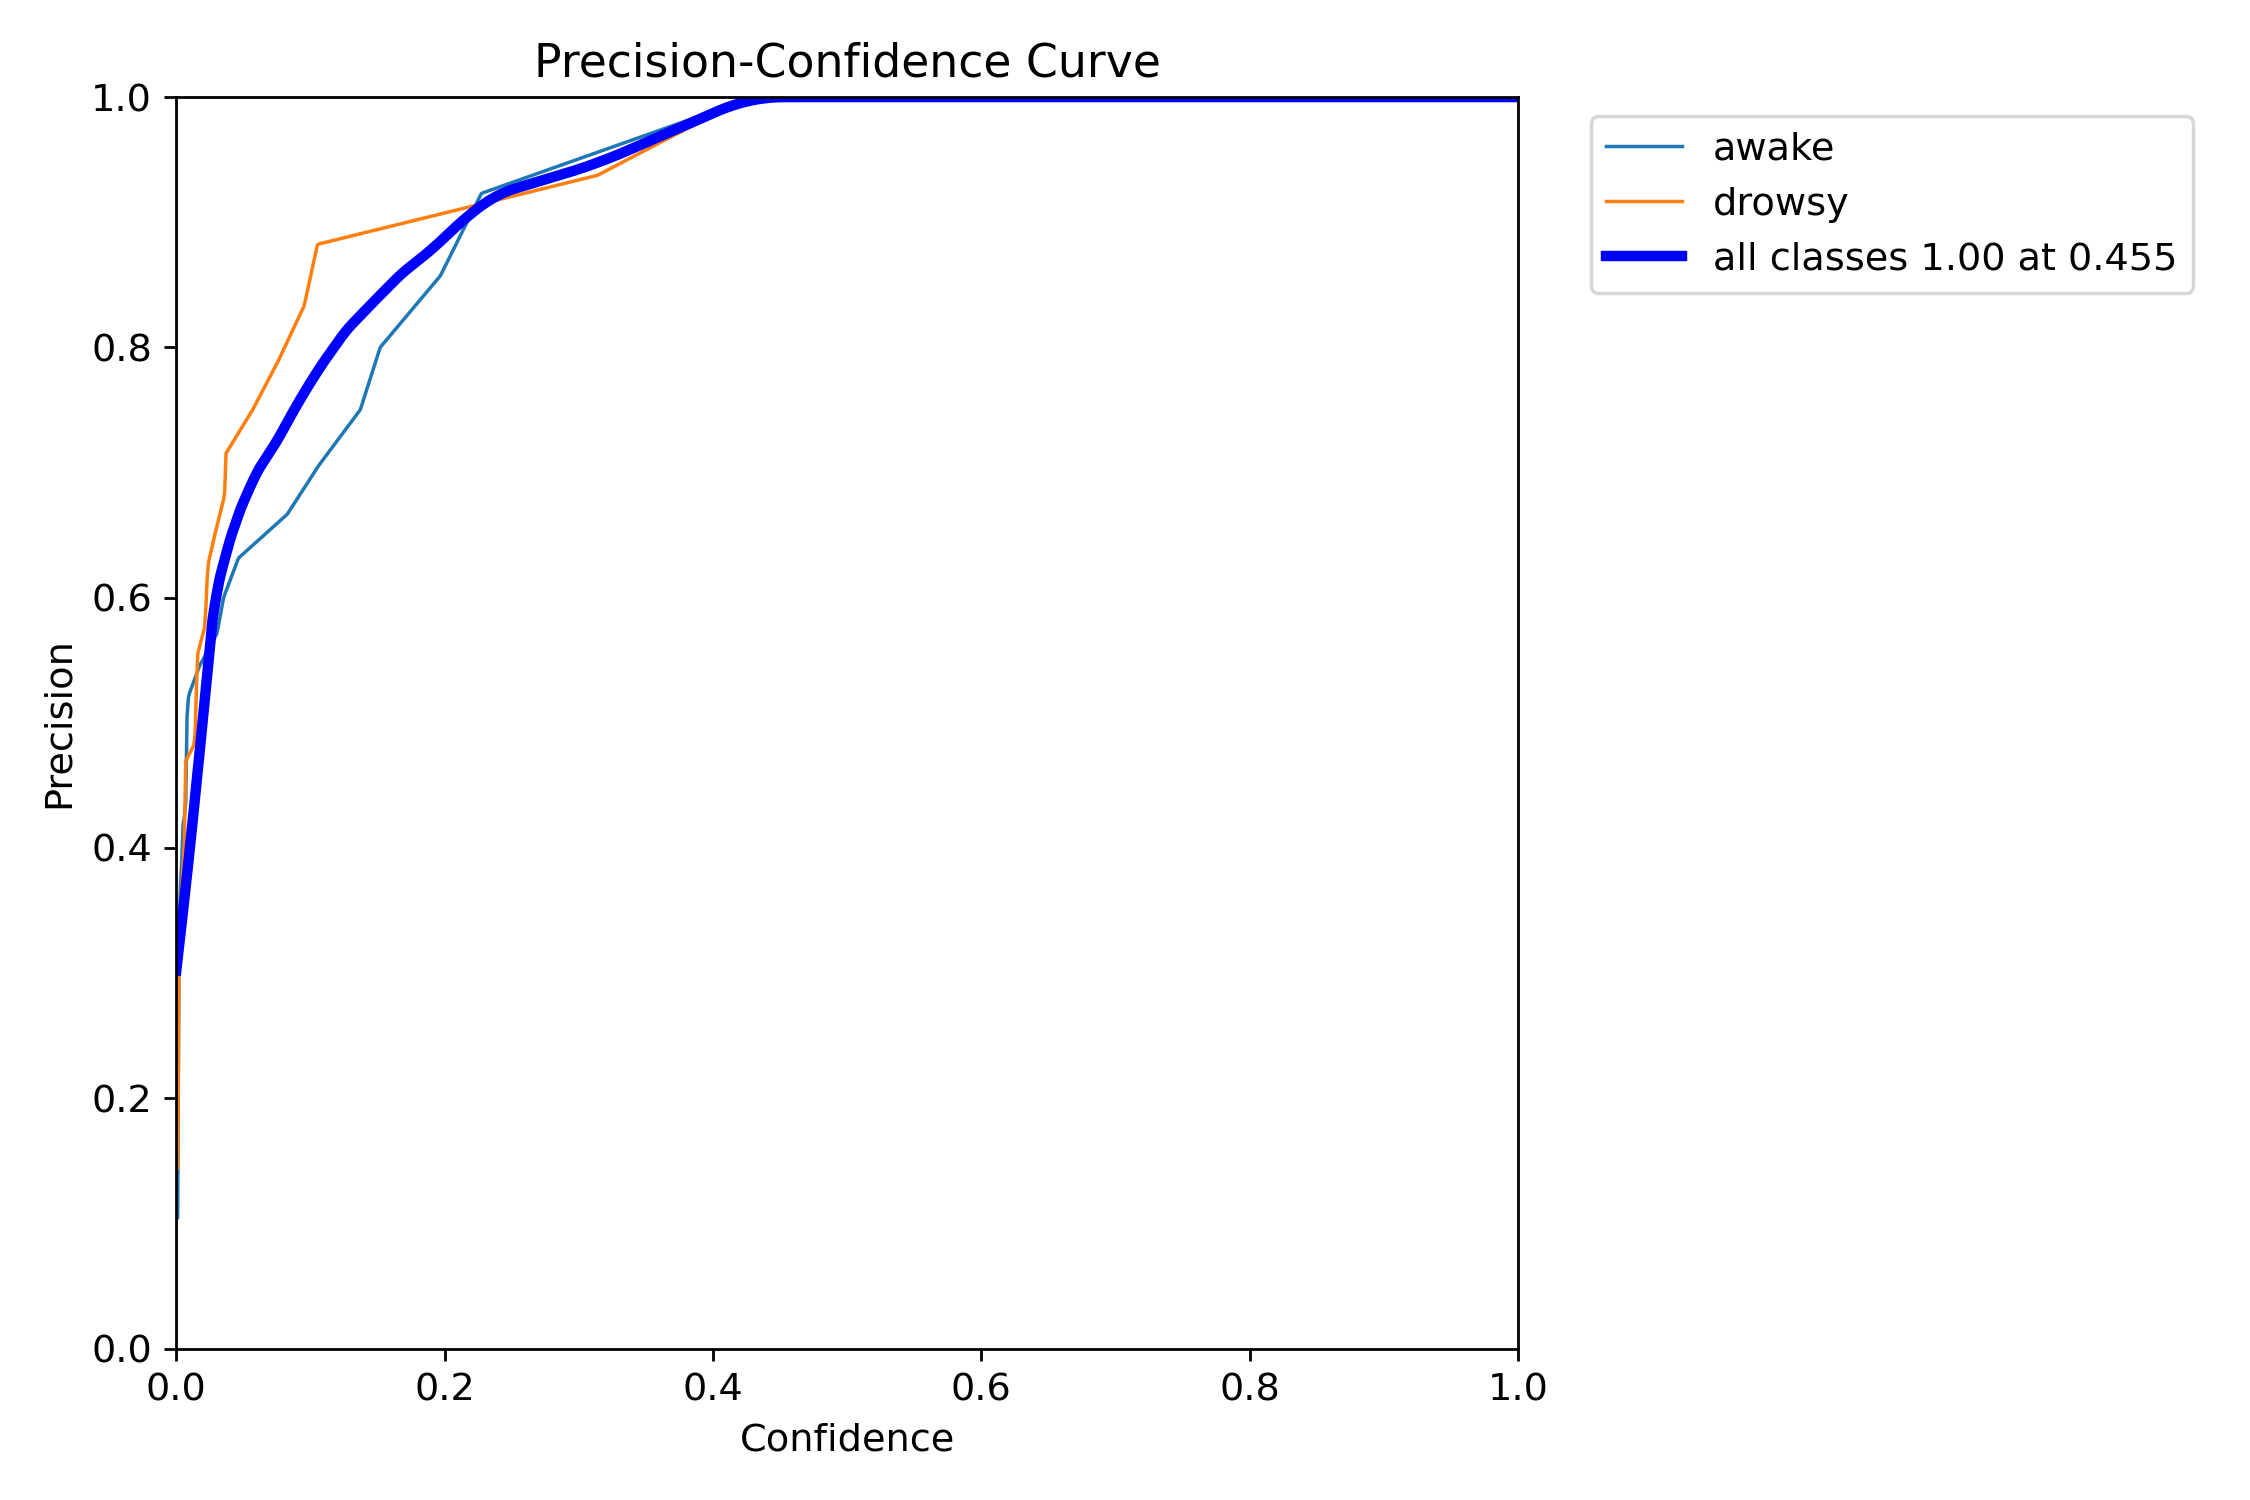 Precision-Confidence Curve
1.0
0.8
0.6
0.4
0.2
0.0
Precision
0.0 0.2 0.4 0.6 0.8 1.0
Confidence
awake
drowsy
all classes 1.00 at 0.455